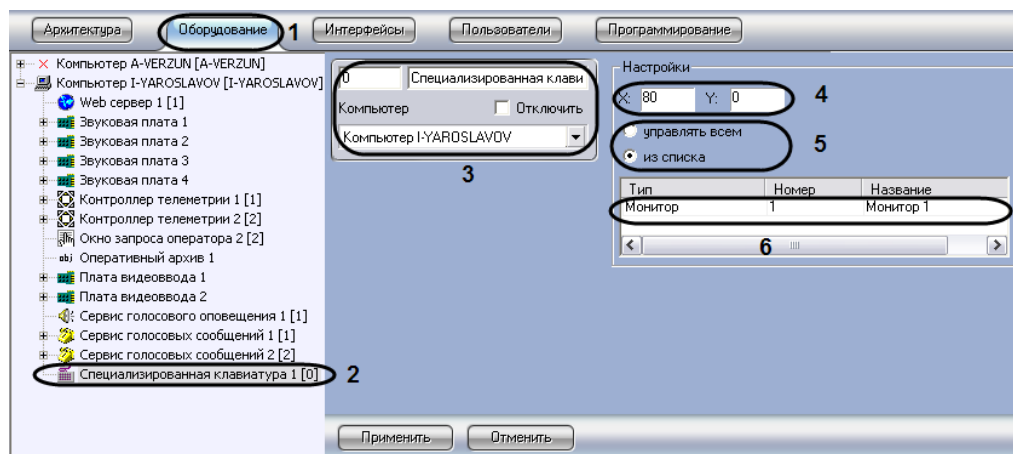 Архитектура Оборудование 1 Интерфейсы Пользователи Программирование
Компьютер A-VERZUN [A-VERZUN]
Компьютер I-YAROSLAVOV [I-YAROSLAVOV]
Web сервер 1 [1]
Звуковая плата 1
Звуковая плата 2
Звуковая плата 3
Звуковая плата 4
Контроллер телеметрии 1 [1]
Контроллер телеметрии 2 [2]
Окно запроса оператора 2 [2]
Оперативный архив 1
Плата видеоввода 1
Плата видеоввода 2
Сервис голосового оповещения 1 [1]
Сервис голосовых сообщений 1 [1]
Сервис голосовых сообщений 2 [2]
Специализированная клавиатура 1 [0] 2
0 Специализированная клави
Компьютер Отключить
Компьютер I-YAROSLAVOV
3
Настройки
X: 80 Y: 0 4
управлять всем
из списка 5
Тип Номер Название
Монитор 1 Монитор 1
6
Применить Отменить